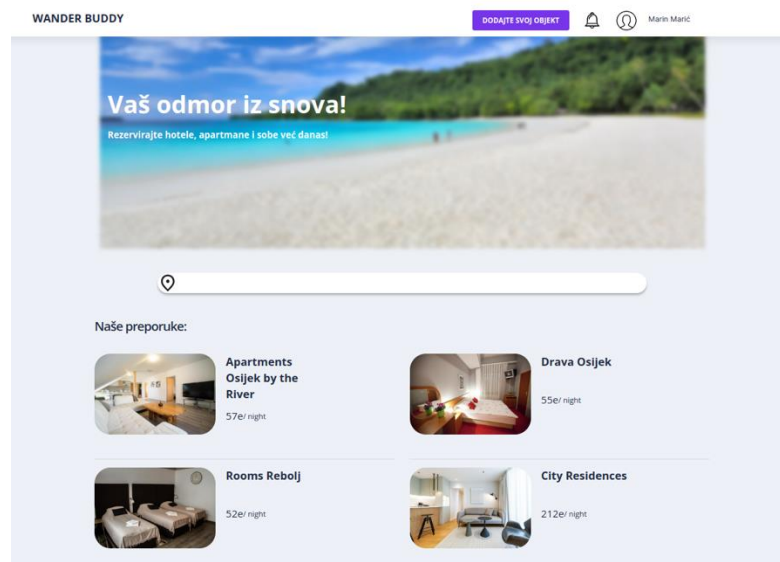 WANDER BUDDY
DODAJTE SVOJ OBJEKT
Marin Marić
Vaš odmor iz snova!
Rezervirajte hotele, apartmane i sobe već danas!
Naše preporuke:
Apartments
Osijek by the
River
57e/ night
Drava Osijek
55e/ night
Rooms Rebolj
52e/ night
City Residences
212e/ night